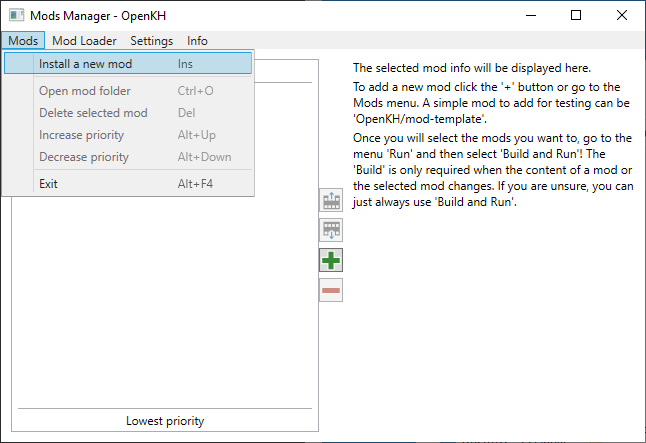 Mods Manager - OpenKH
Mods Mod Loader Settings Info
Install a new mod Ins
Open mod folder Ctrl+O
Delete selected mod Del
Increase priority Alt+Up
Decrease priority Alt+Down
Exit Alt+F4
The selected mod info will be displayed here.
To add a new mod click the '+' button or go to the
Mods menu. A simple mod to add for testing can be
'OpenKH/mod-template'.
Once you will select the mods you want to, go to the
menu 'Run' and then select 'Build and Run'! The
'Build' is only required when the content of a mod or
the selected mod changes. If you are unsure, you can
just always use 'Build and Run'.
Lowest priority